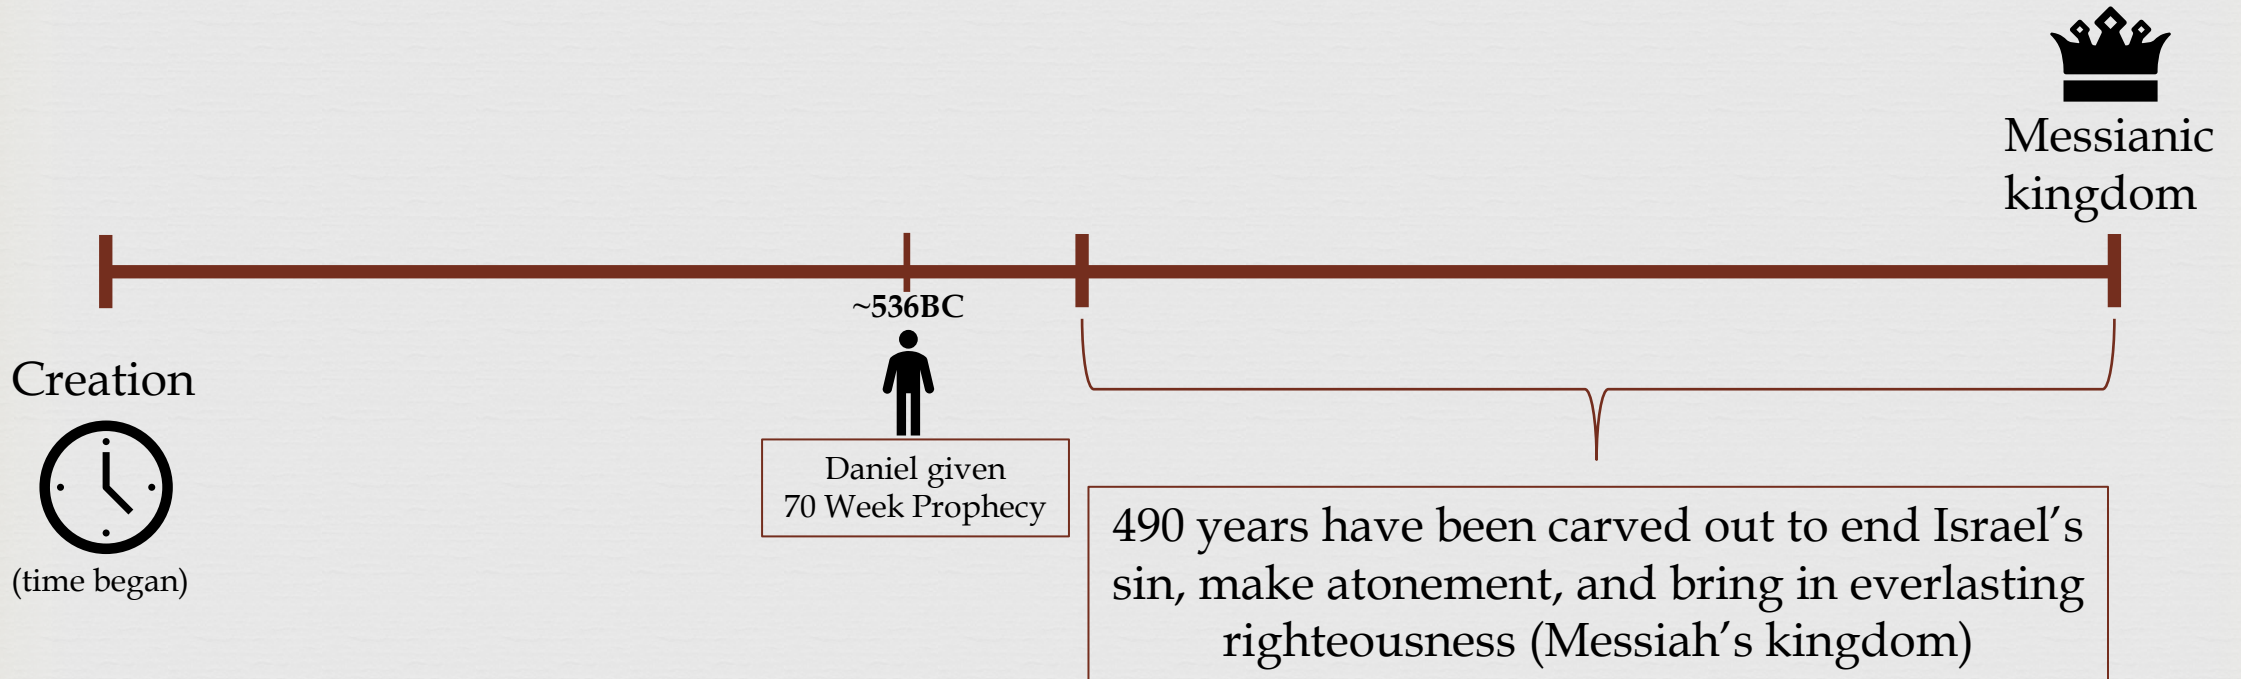 Messianic
kingdom
~536BC
Creation
(time began)
Daniel given
70 Week Prophecy
490 years have been carved out to end Israel’s
sin, make atonement, and bring in everlasting
righteousness (Messiah’s kingdom)